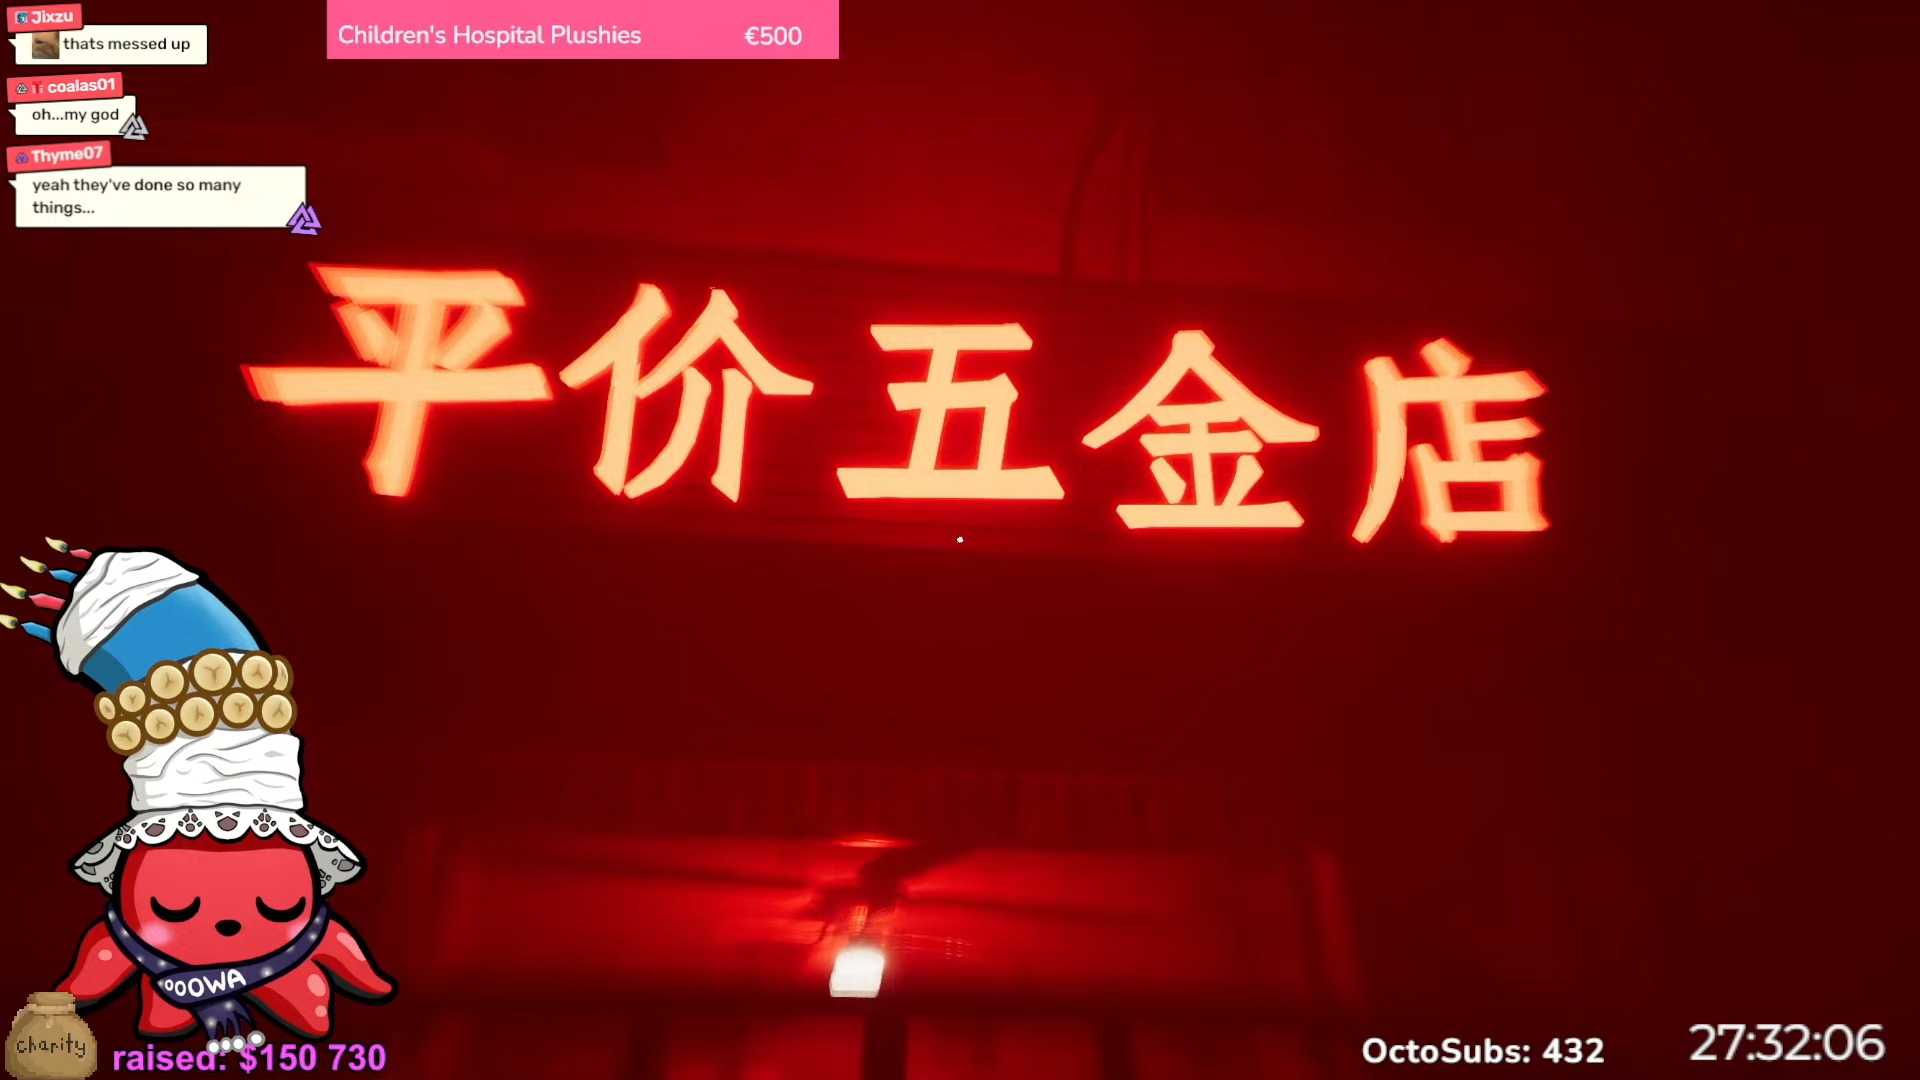 Jixzu
thats messed up
coalas01
oh...my god
Thyme07
yeah they've done so many
things...
Children's Hospital Plushies €500
平价五金店
OOWA
charity
raised: $150 730
OctoSubs: 432
27:32:06